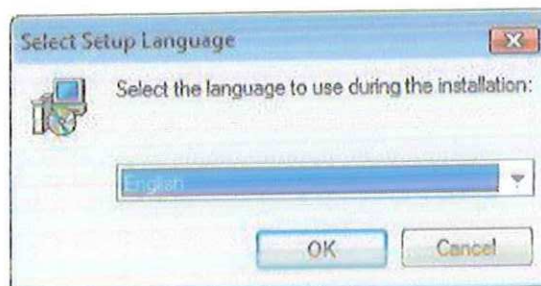 Select Setup Language
Select the language to use during the installation:
English
OK
Cancel